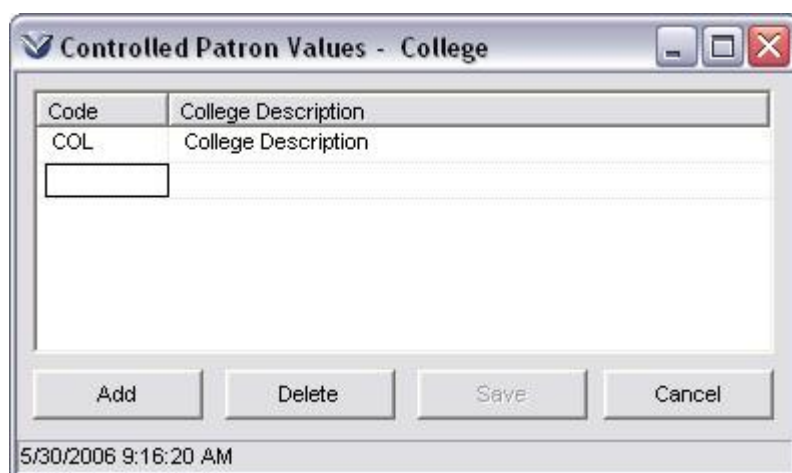 Controlled Patron Values - College
Code College Description
COL College Description
Add Delete Save Cancel
5/30/2006 9:16:20 AM